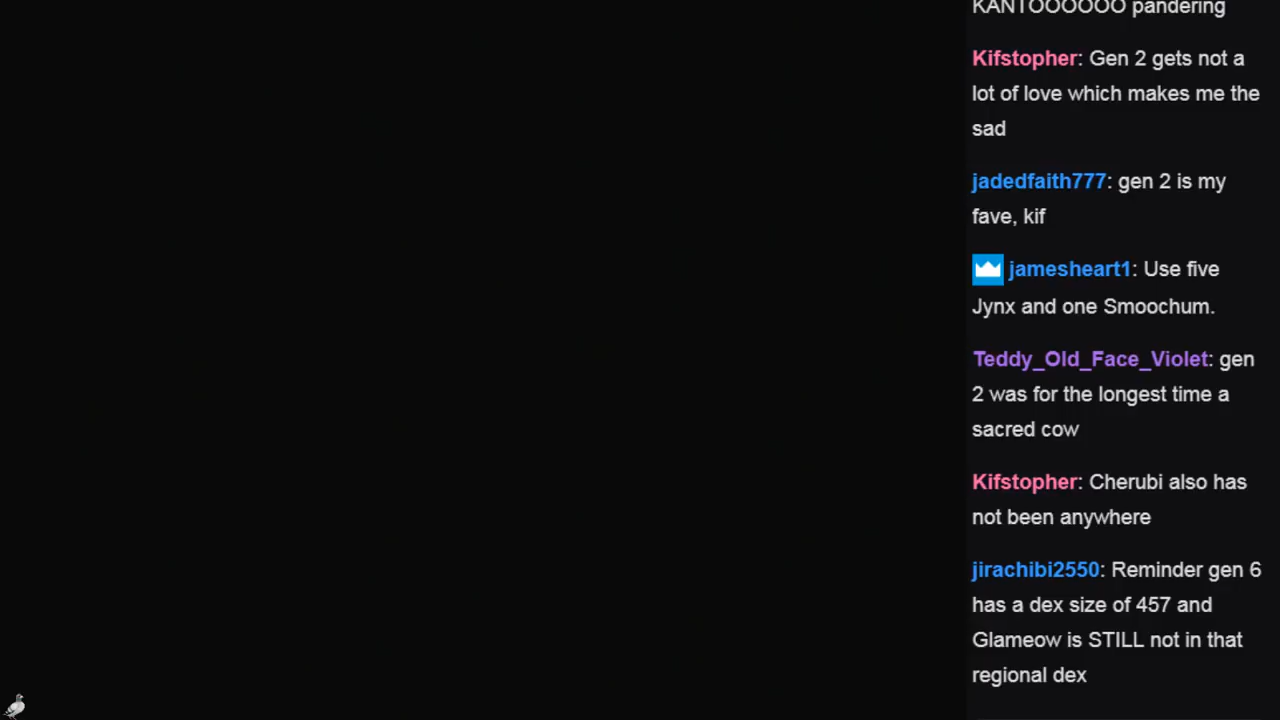 KANTOOOOOO pandering
Kifstopher: Gen 2 gets not a
lot of love which makes me the
sad
jadedfaith777: gen 2 is my
fave, kif
jamesheart1: Use five
Jynx and one Smoochum.
Teddy_Old_Face_Violet: gen
2 was for the longest time a
sacred cow
Kifstopher: Cherubi also has
not been anywhere
jirachibi2550: Reminder gen 6
has a dex size of 457 and
Glameow is STILL not in that
regional dex